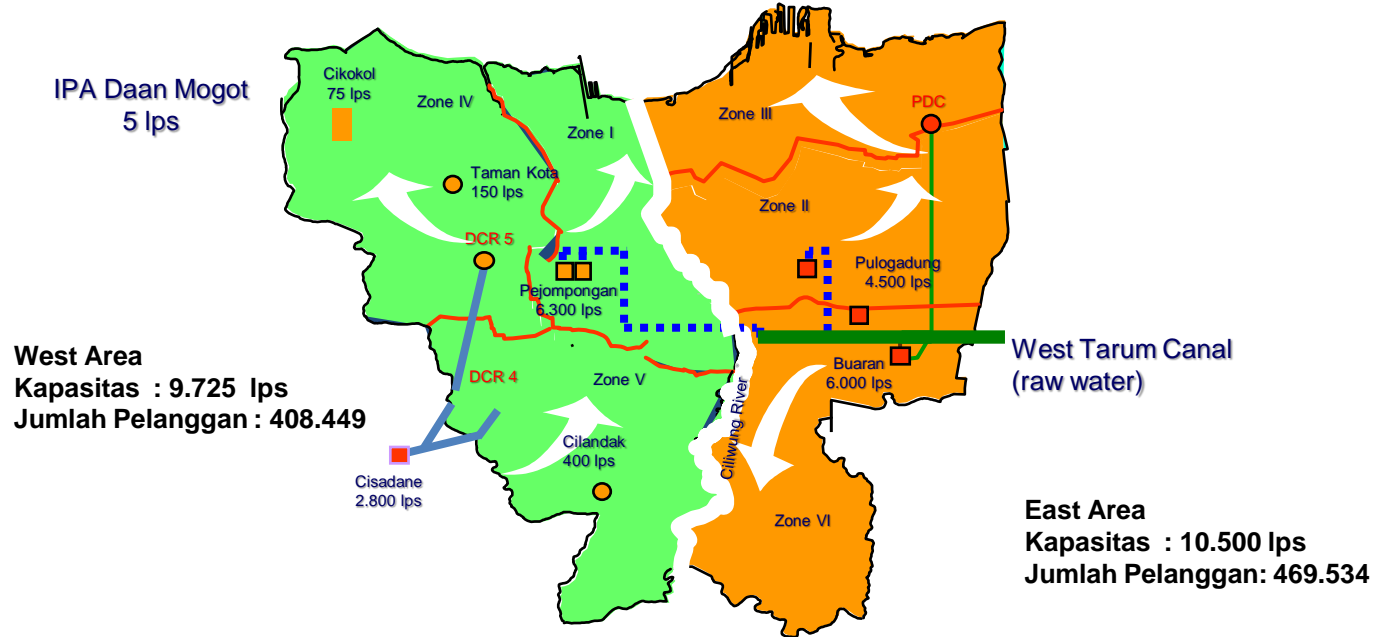 IPA Daan Mogot
5 lps
Cikokol
75 lps
Zone IV
Zone I
Taman Kota
150 lps
DCR 5
Pejompongan
6.300 lps
West Area
Kapasitas : 9.725 lps
Jumlah Pelanggan : 408.449
DCR 4
Zone V
Cisadane
2.800 lps
Cilandak
400 lps
Ciliwung River
Zone III
PDC
Zone II
Pulogadung
4.500 lps
Buaran
6.000 lps
West Tarum Canal
(raw water)
Zone VI
East Area
Kapasitas : 10.500 lps
Jumlah Pelanggan: 469.534